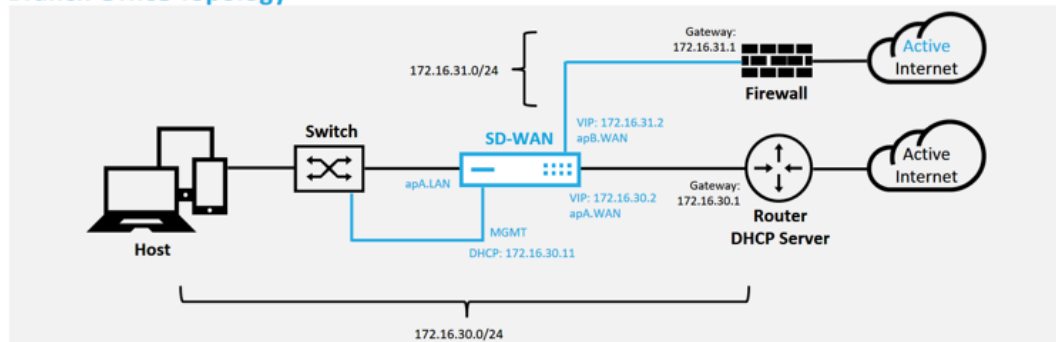 Gateway:
172.16.31.1
Active
Internet
172.16.31.0/24
Firewall
VIP: 172.16.31.2
apB.WAN
Switch
SD-WAN
Active
Internet
apA.LAN
VIP: 172.16.30.2
apA.WAN
Gateway:
172.16.30.1
Router
DHCP Server
MGMT
DHCP: 172.16.30.11
Host
172.16.30.0/24